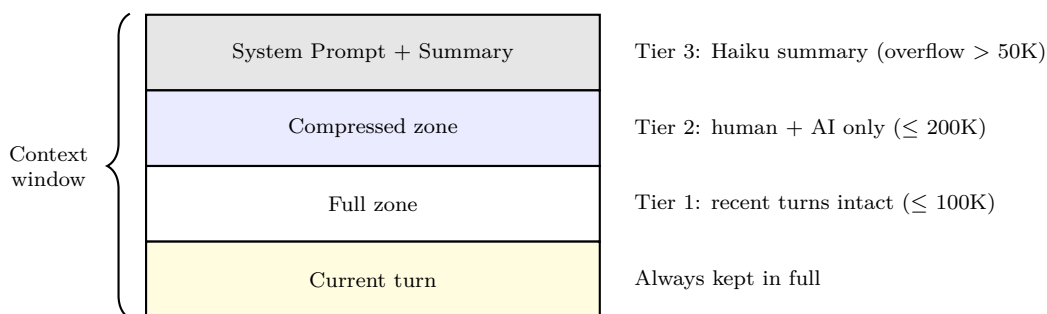 System Prompt + Summary
Tier 3: Haiku summary (overflow > 50K)
Compressed zone
Tier 2: human + AI only (≤ 200K)
Context
window
Full zone
Tier 1: recent turns intact (≤ 100K)
Current turn
Always kept in full